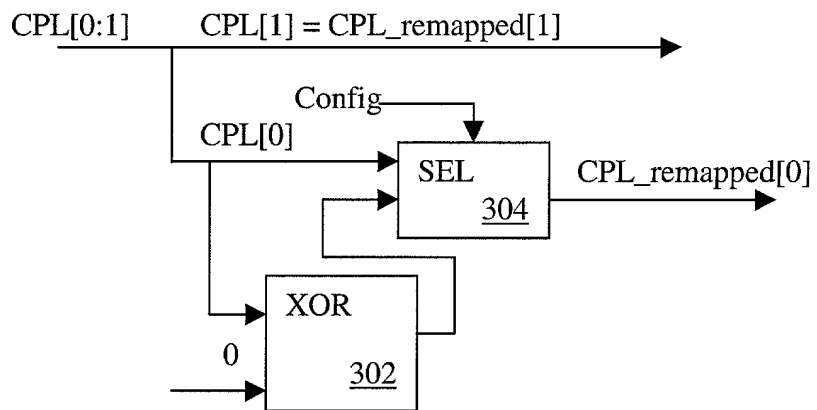 CPL[0:1]
CPL[1] = CPL_remapped[1]
Config
CPL[0]
SEL
304
CPL_remapped[0]
XOR
0
302